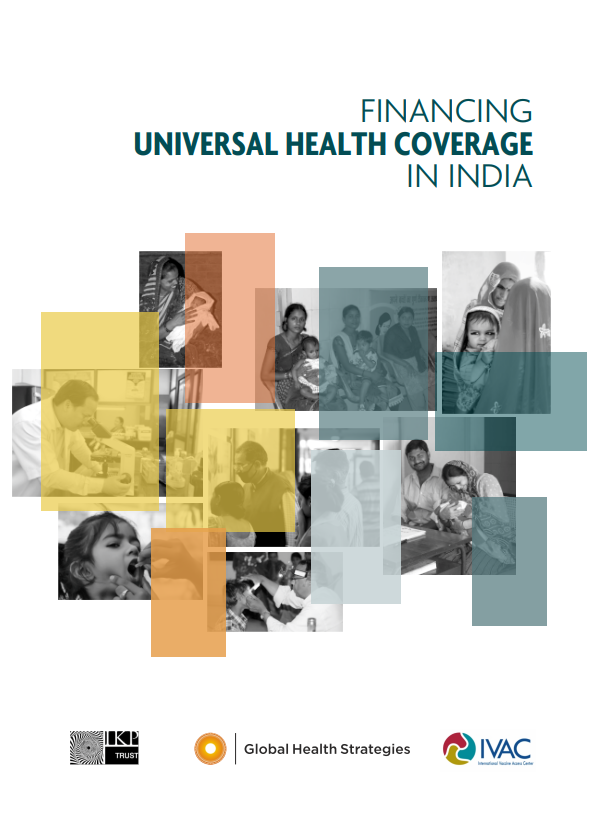 FINANCING
UNIVERSAL HEALTH COVERAGE
IN INDIA
IKP
TRUST
Global Health Strategies
IVAC
International Vaccine Access Center